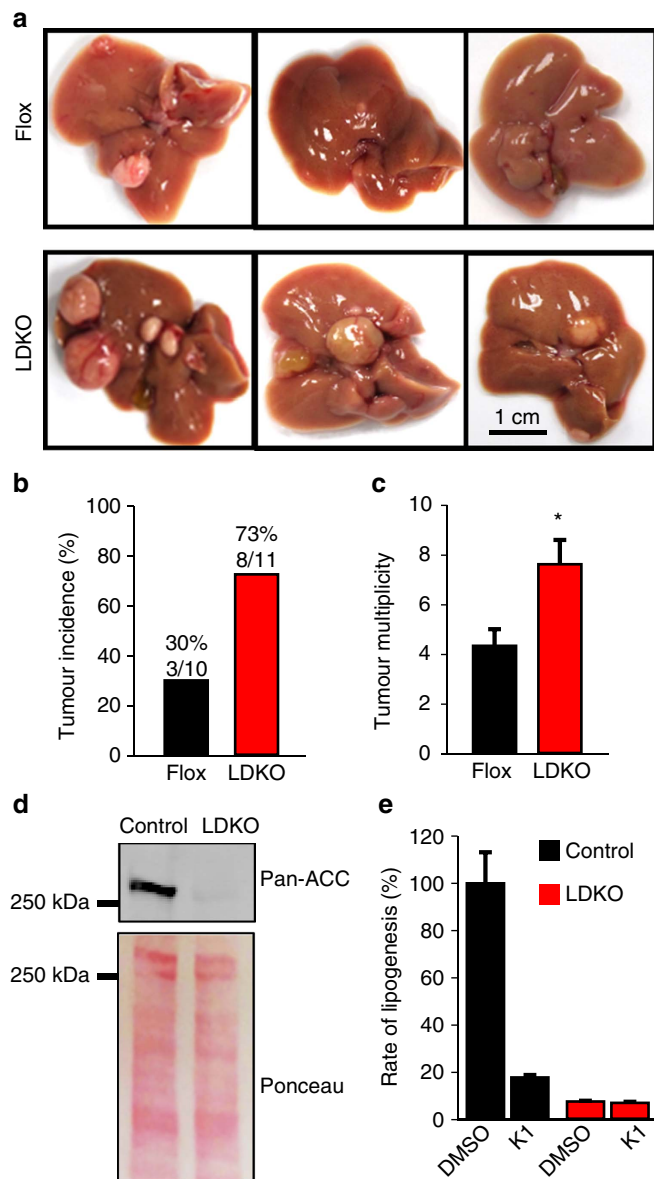 a
Flox
LDKO
1 cm
b
Tumour incidence (%)
100
80
60
40
20
0
30%
3/10
73%
8/11
Flox
LDKO
c
Tumour multiplicity
10
8
6
4
2
0
*
Flox
LDKO
d
Control
LDKO
Pan-ACC
250 kDa
250 kDa
Ponceau
e
Rate of lipogenesis (%)
120
100
80
60
40
20
0
Control
LDKO
DMSO
K1
DMSO
K1